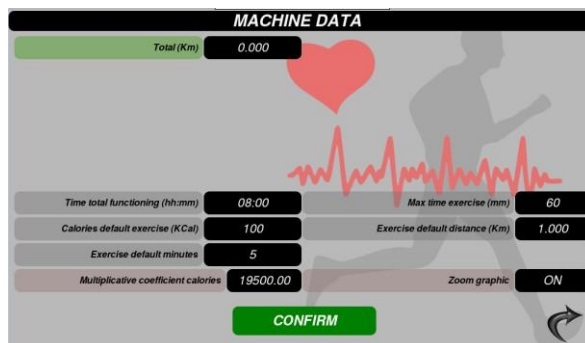 MACHINE DATA
Total (Km) 0.000
Time total functioning (hh:mm) 08:00 Max time exercise (mm) 60
Calories default exercise (KCal) 100 Exercise default distance (Km) 1.000
Exercise default minutes 5
Multiplicative coefficient calories 19500.00 Zoom graphic ON
CONFIRM